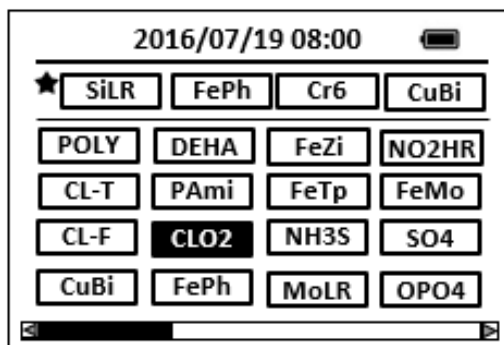 2016/07/19 08:00
SiLR FePh Cr6 CuBi
POLY DEHA FeZi NO2HR
CL-T PAmi FeTp FeMo
CL-F CLO2 NH3S SO4
CuBi FePh MoLR OPO4